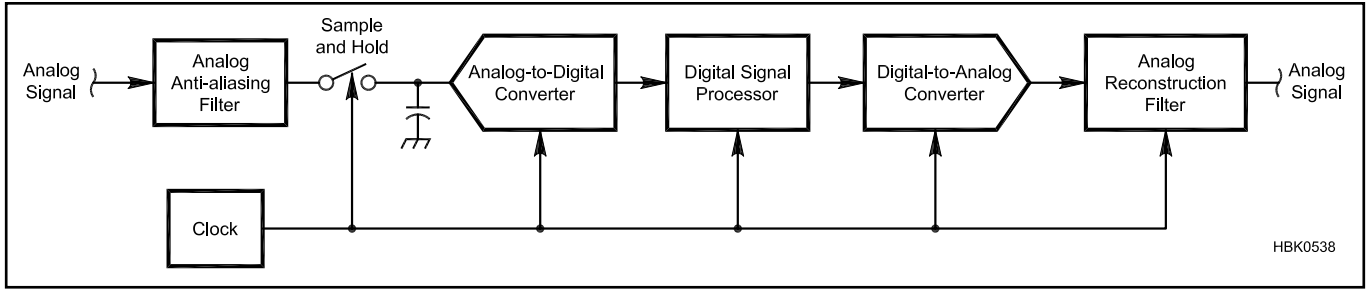 Analog
Signal
Analog
Anti-aliasing
Filter
Sample
and Hold
Analog-to-Digital
Converter
Digital Signal
Processor
Digital-to-Analog
Converter
Analog
Reconstruction
Filter
Analog
Signal
Clock
HBK0538